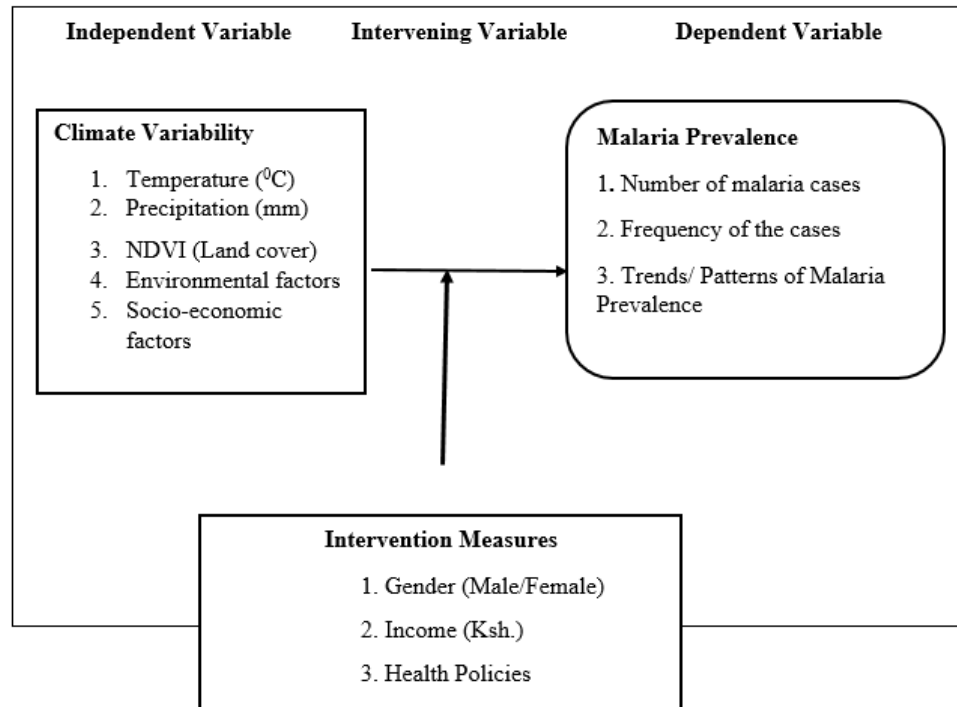 Independent Variable
Intervening Variable
Dependent Variable
Climate Variability
1. Temperature (⁰C)
2. Precipitation (mm)
3. NDVI (Land cover)
4. Environmental factors
5. Socio-economic
factors
Malaria Prevalence
1. Number of malaria cases
2. Frequency of the cases
3. Trends/ Patterns of Malaria
Prevalence
Intervention Measures
1. Gender (Male/Female)
2. Income (Ksh.)
3. Health Policies